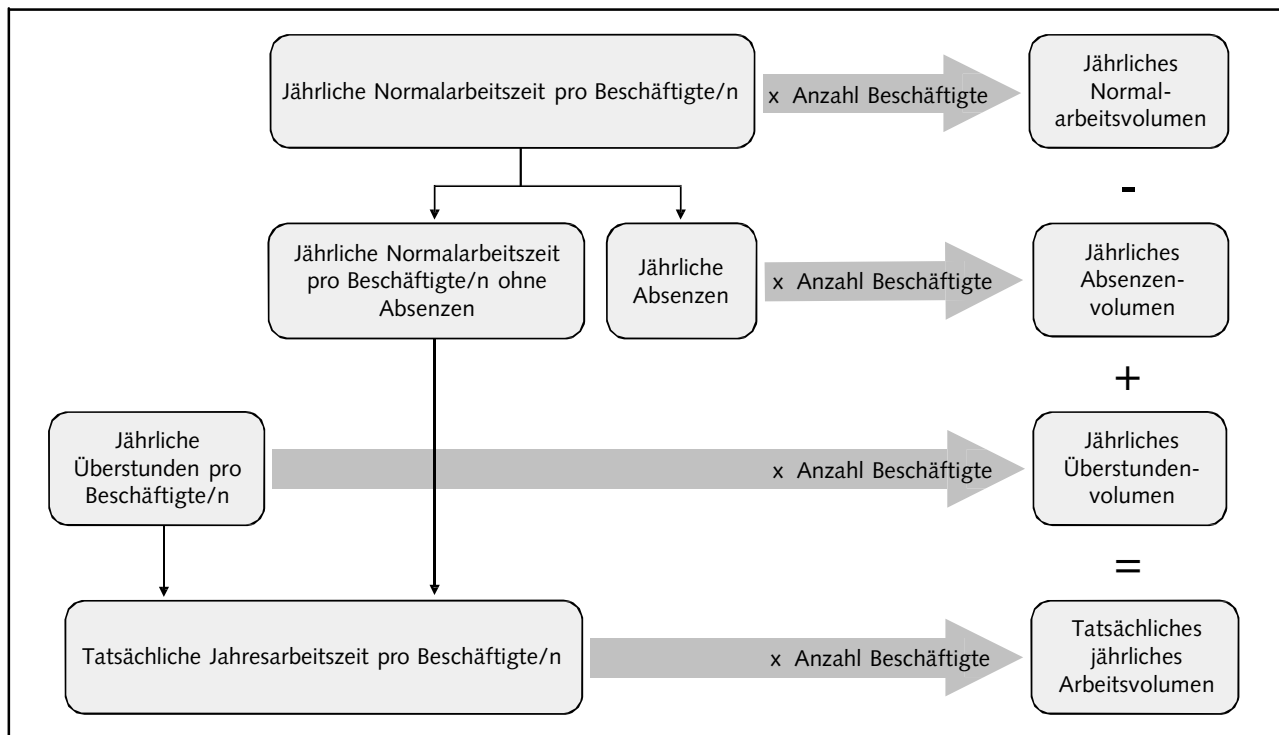 Jährliche Normalarbeitszeit pro Beschäftigte/n
x Anzahl Beschäftigte
Jährliches
Normal-
arbeitsvolumen
-
Jährliche Normalarbeitszeit
pro Beschäftigte/n ohne
Absenzen
Jährliche
Absenzen
x Anzahl Beschäftigte
Jährliches
Absenzen-
volumen
+
Jährliche
Überstunden pro
Beschäftigte/n
x Anzahl Beschäftigte
Jährliches
Überstunden-
volumen
=
Tatsächliche Jahresarbeitszeit pro Beschäftigte/n
x Anzahl Beschäftigte
Tatsächliches
jährliches
Arbeitsvolumen